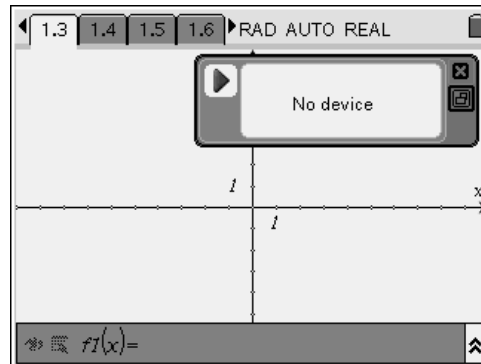 1.3 1.4 1.5 1.6 RAD AUTO REAL
No device
1
x
1
f1(x)=